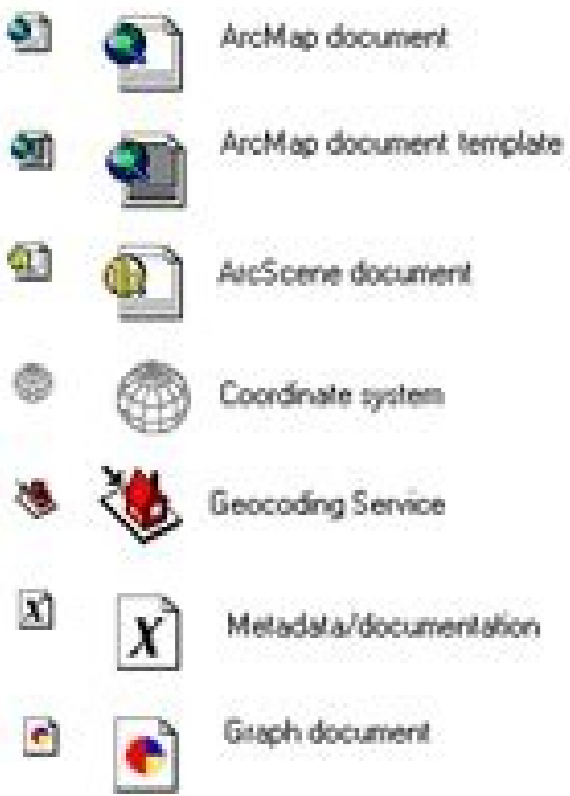 ArcMap document
ArcMap document template
ArcScene document
Coordinate system
Geocoding Service
X
Metadata/documentation
Graph document